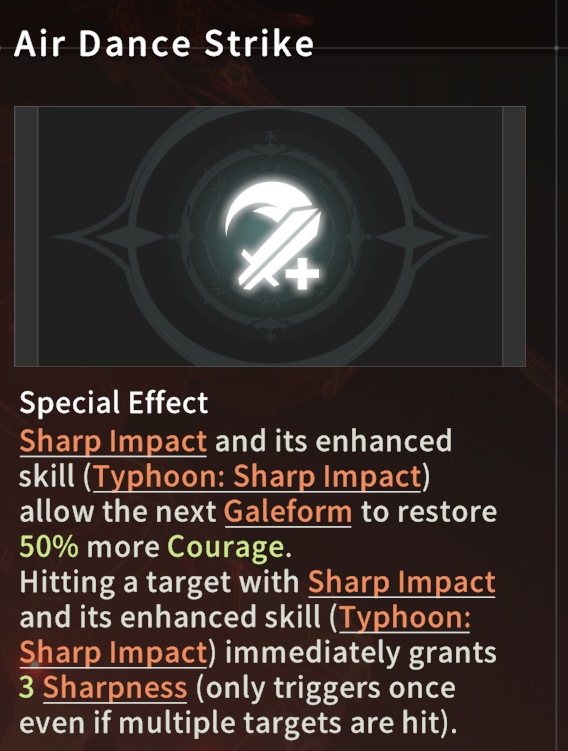 Air Dance Strike
Special Effect
Sharp Impact and its enhanced
skill (Typhoon: Sharp Impact)
allow the next Galeform to restore
50% more Courage.
Hitting a target with Sharp Impact
and its enhanced skill (Typhoon:
Sharp Impact) immediately grants
3 Sharpness (only triggers once
even if multiple targets are hit).